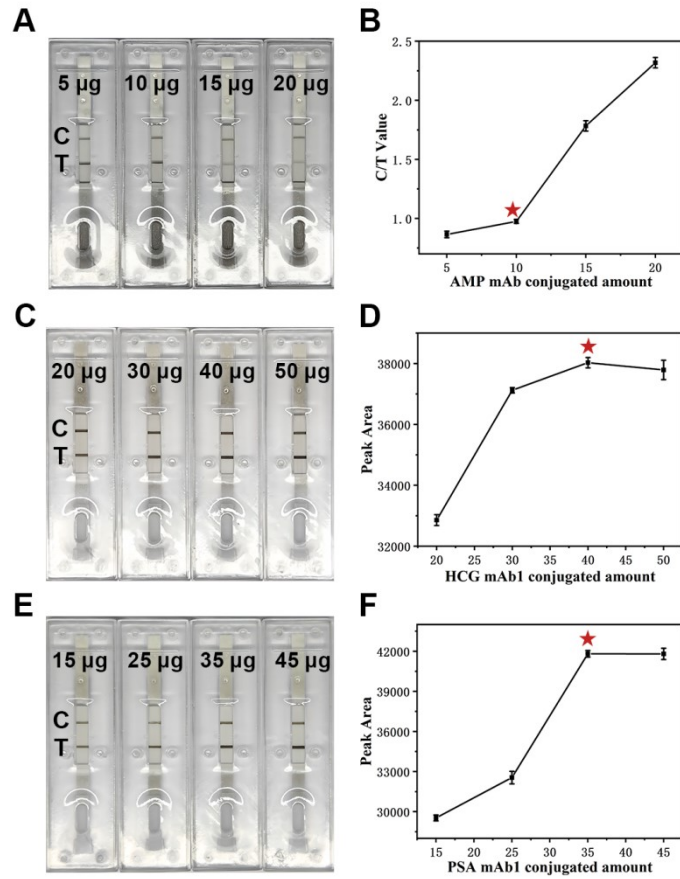 A
5 µg 10 µg 15 µg 20 µg
C
T
B
C/T Value
2.5
2.0
1.5
1.0
5 10 15 20
AMP mAb conjugated amount
C
20 µg 30 µg 40 µg 50 µg
C
T
D
Peak Area
38000
36000
34000
32000
20 25 30 35 40 45 50
HCG mAb1 conjugated amount
E
15 µg 25 µg 35 µg 45 µg
C
T
F
Peak Area
42000
39000
36000
33000
30000
15 20 25 30 35 40 45
PSA mAb1 conjugated amount